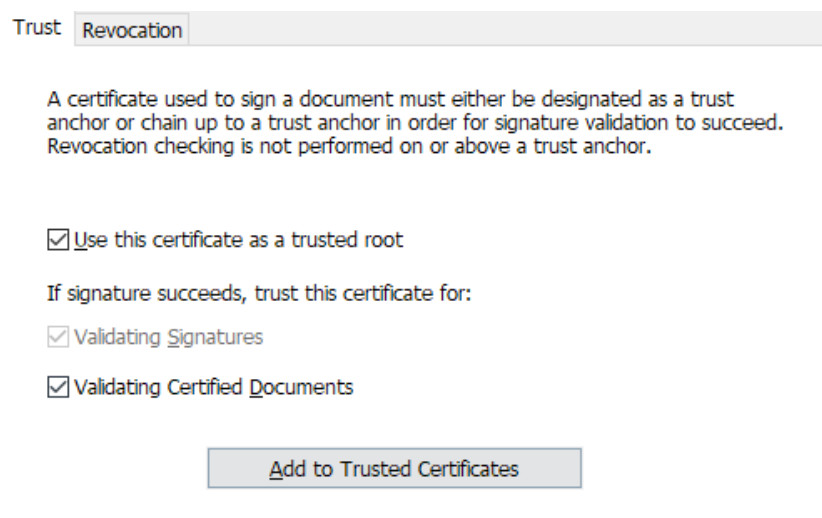 Trust Revocation
A certificate used to sign a document must either be designated as a trust
anchor or chain up to a trust anchor in order for signature validation to succeed.
Revocation checking is not performed on or above a trust anchor.
Use this certificate as a trusted root
If signature succeeds, trust this certificate for:
Validating Signatures
Validating Certified Documents
Add to Trusted Certificates